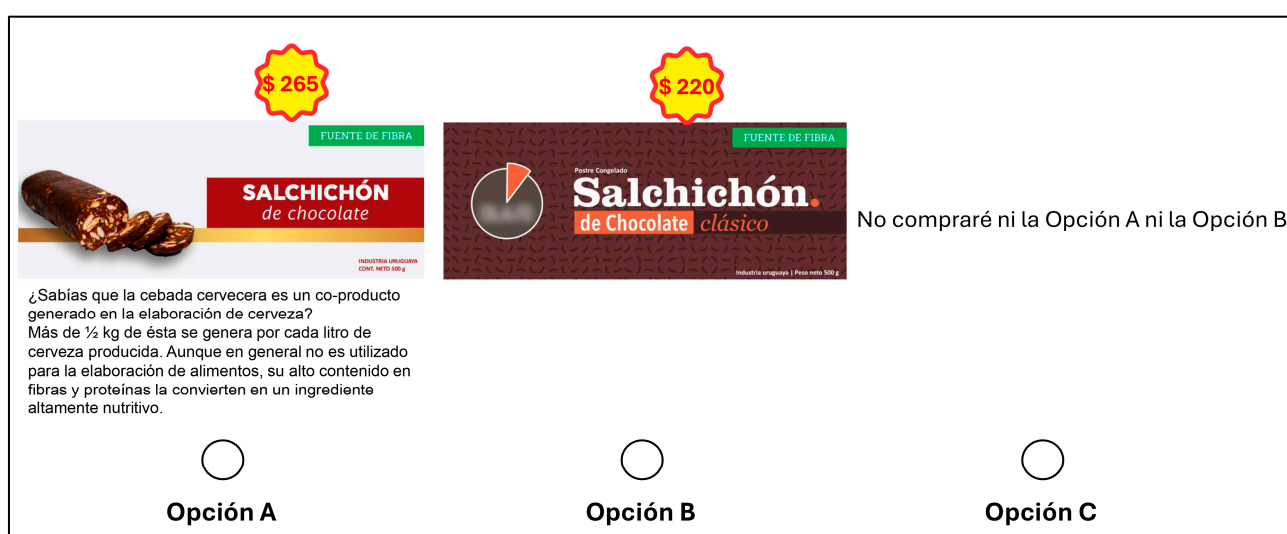 $ 265
FUENTE DE FIBRA
SALCHICHÓN
de chocolate
INDUSTRIA URUGUAYA
CONT. NETO 500 g
¿Sabías que la cebada cervecera es un co-producto
generado en la elaboración de cerveza?
Más de ½ kg de ésta se genera por cada litro de
cerveza producida. Aunque en general no es utilizado
para la elaboración de alimentos, su alto contenido en
fibras y proteínas la convierten en un ingrediente
altamente nutritivo.
Opción A
$ 220
FUENTE DE FIBRA
Postre Congelado
Salchichón.
de Chocolate clásico
Industria uruguaya | Peso neto 500 g
Opción B
No compraré ni la Opción A ni la Opción B
Opción C